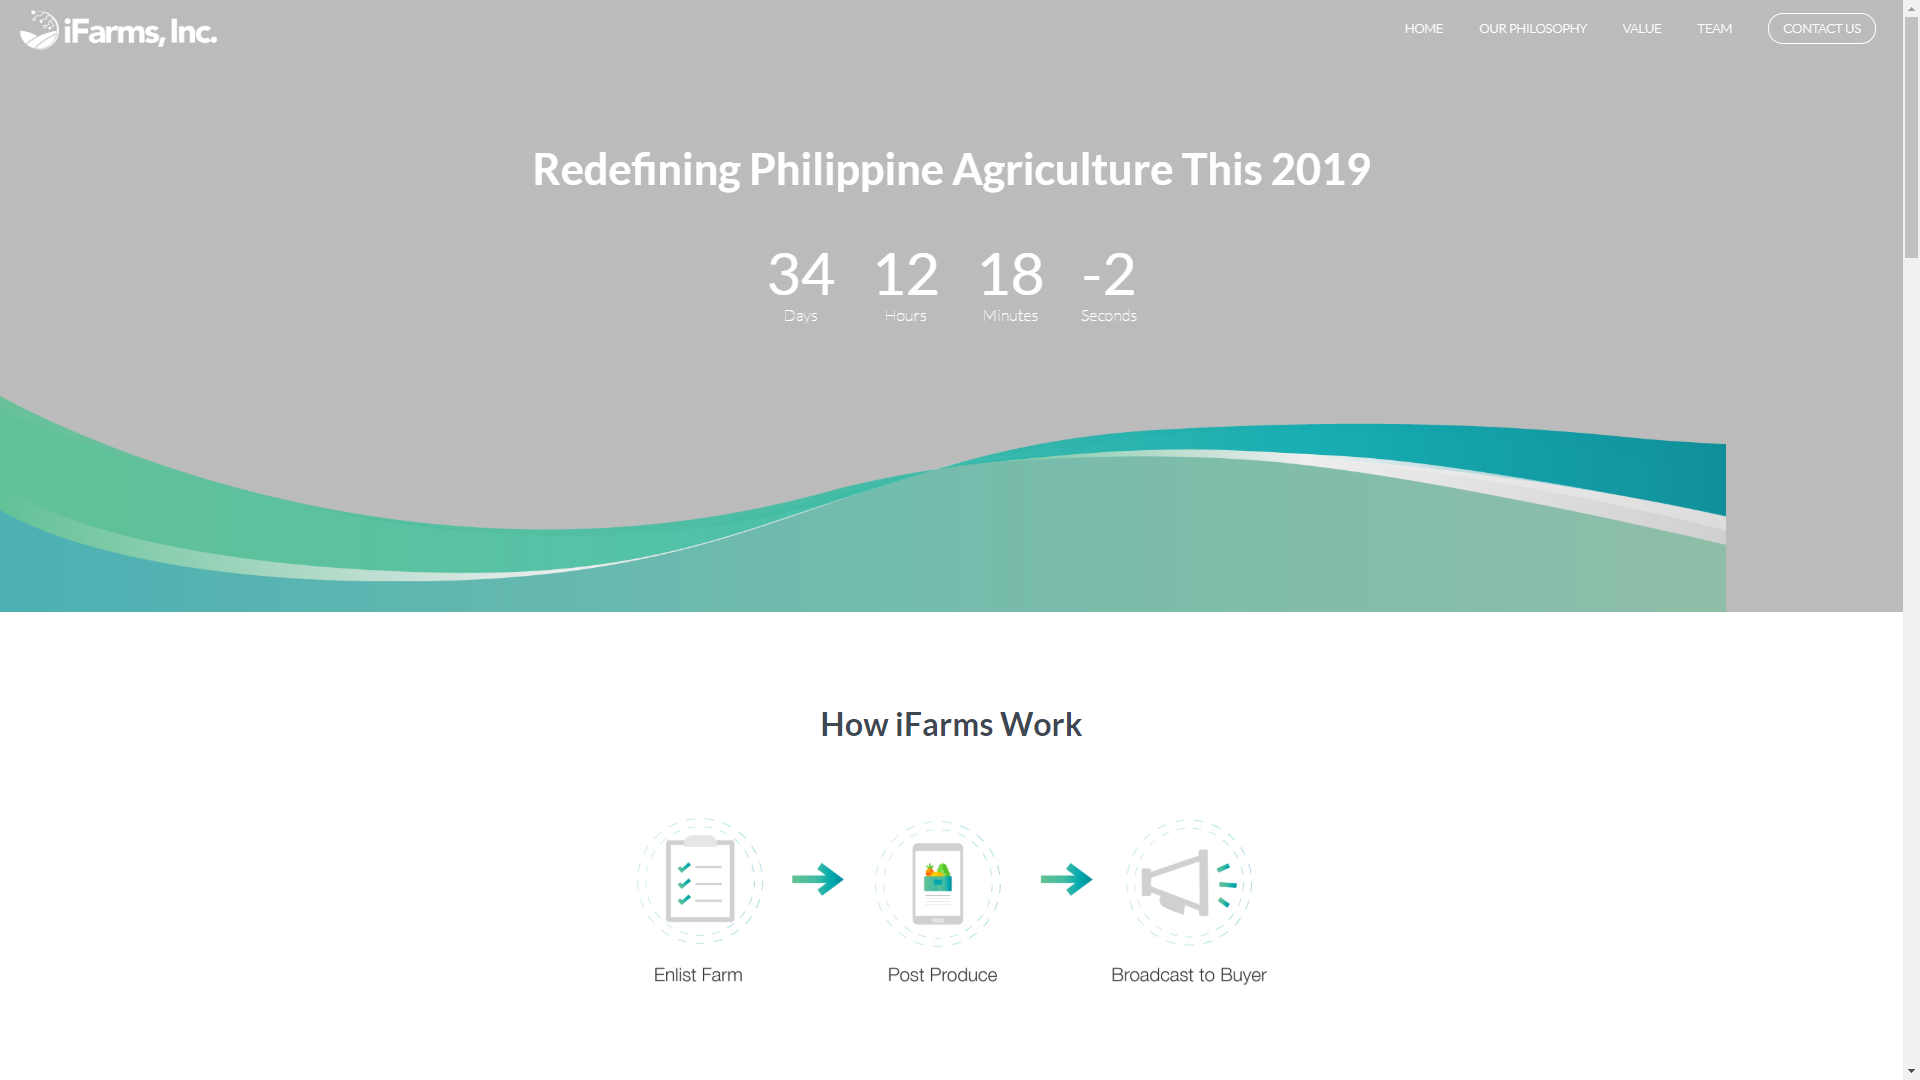 iFarms, Inc.
HOME OUR PHILOSOPHY VALUE TEAM CONTACT US
Redefining Philippine Agriculture This 2019
34 12 18 -2
Days Hours Minutes Seconds
How iFarms Work
Enlist Farm Post Produce Broadcast to Buyer